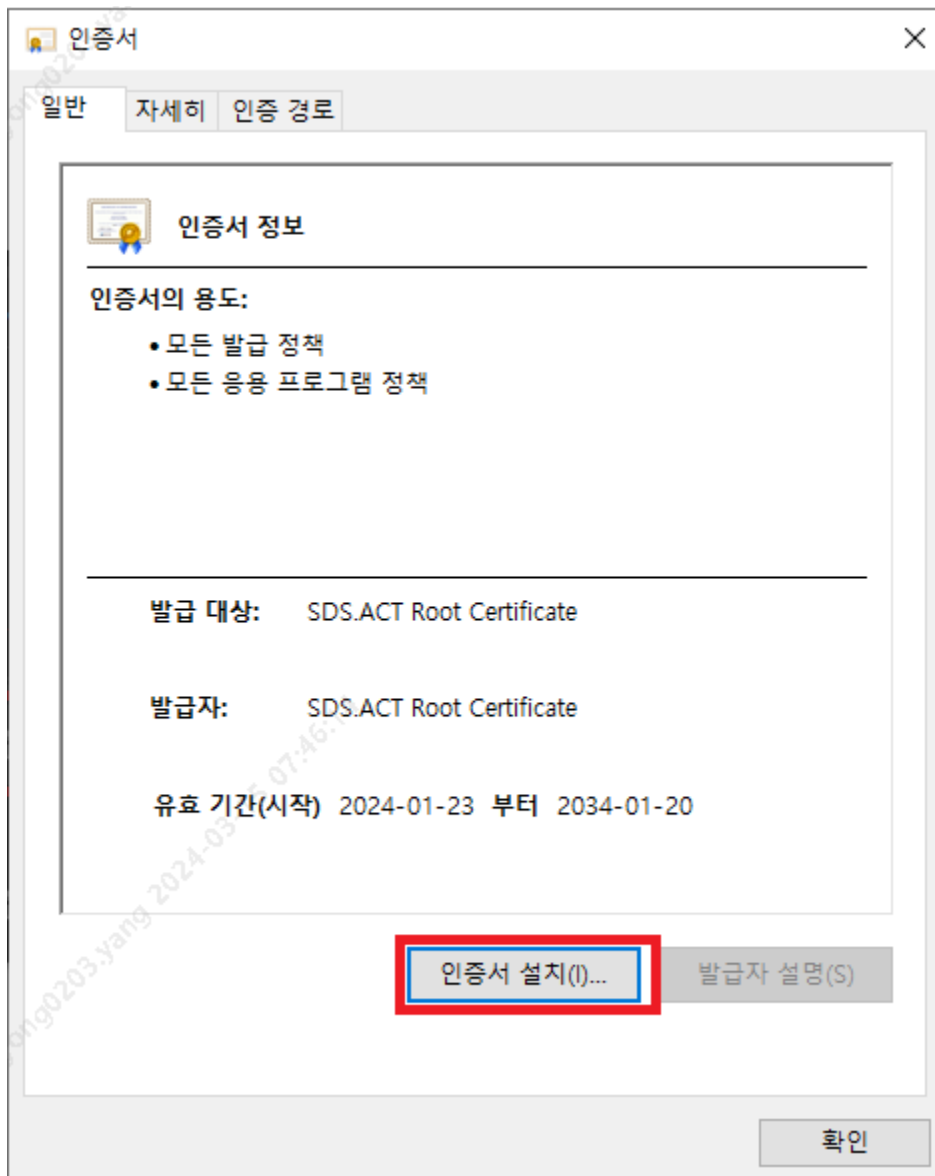 인증서
일반 자세히 인증 경로
인증서 정보
인증서의 용도:
• 모든 발급 정책
• 모든 응용 프로그램 정책
발급 대상: SDS.ACT Root Certificate
발급자: SDS.ACT Root Certificate
유효 기간(시작) 2024-01-23 부터 2034-01-20
인증서 설치(I)... 발급자 설명(S)
확인